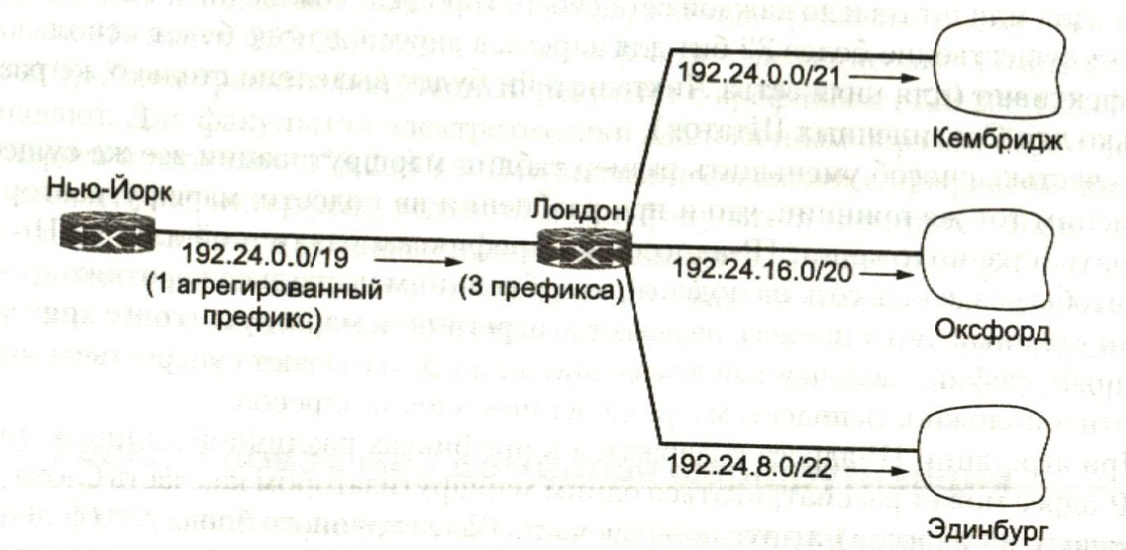 192.24.0.0/21
Кембридж
Нью-Йорк
Лондон
192.24.0.0/19
(1 агрегированный
префикс)
(3 префикса)
192.24.16.0/20
Оксфорд
192.24.8.0/22
Эдинбург